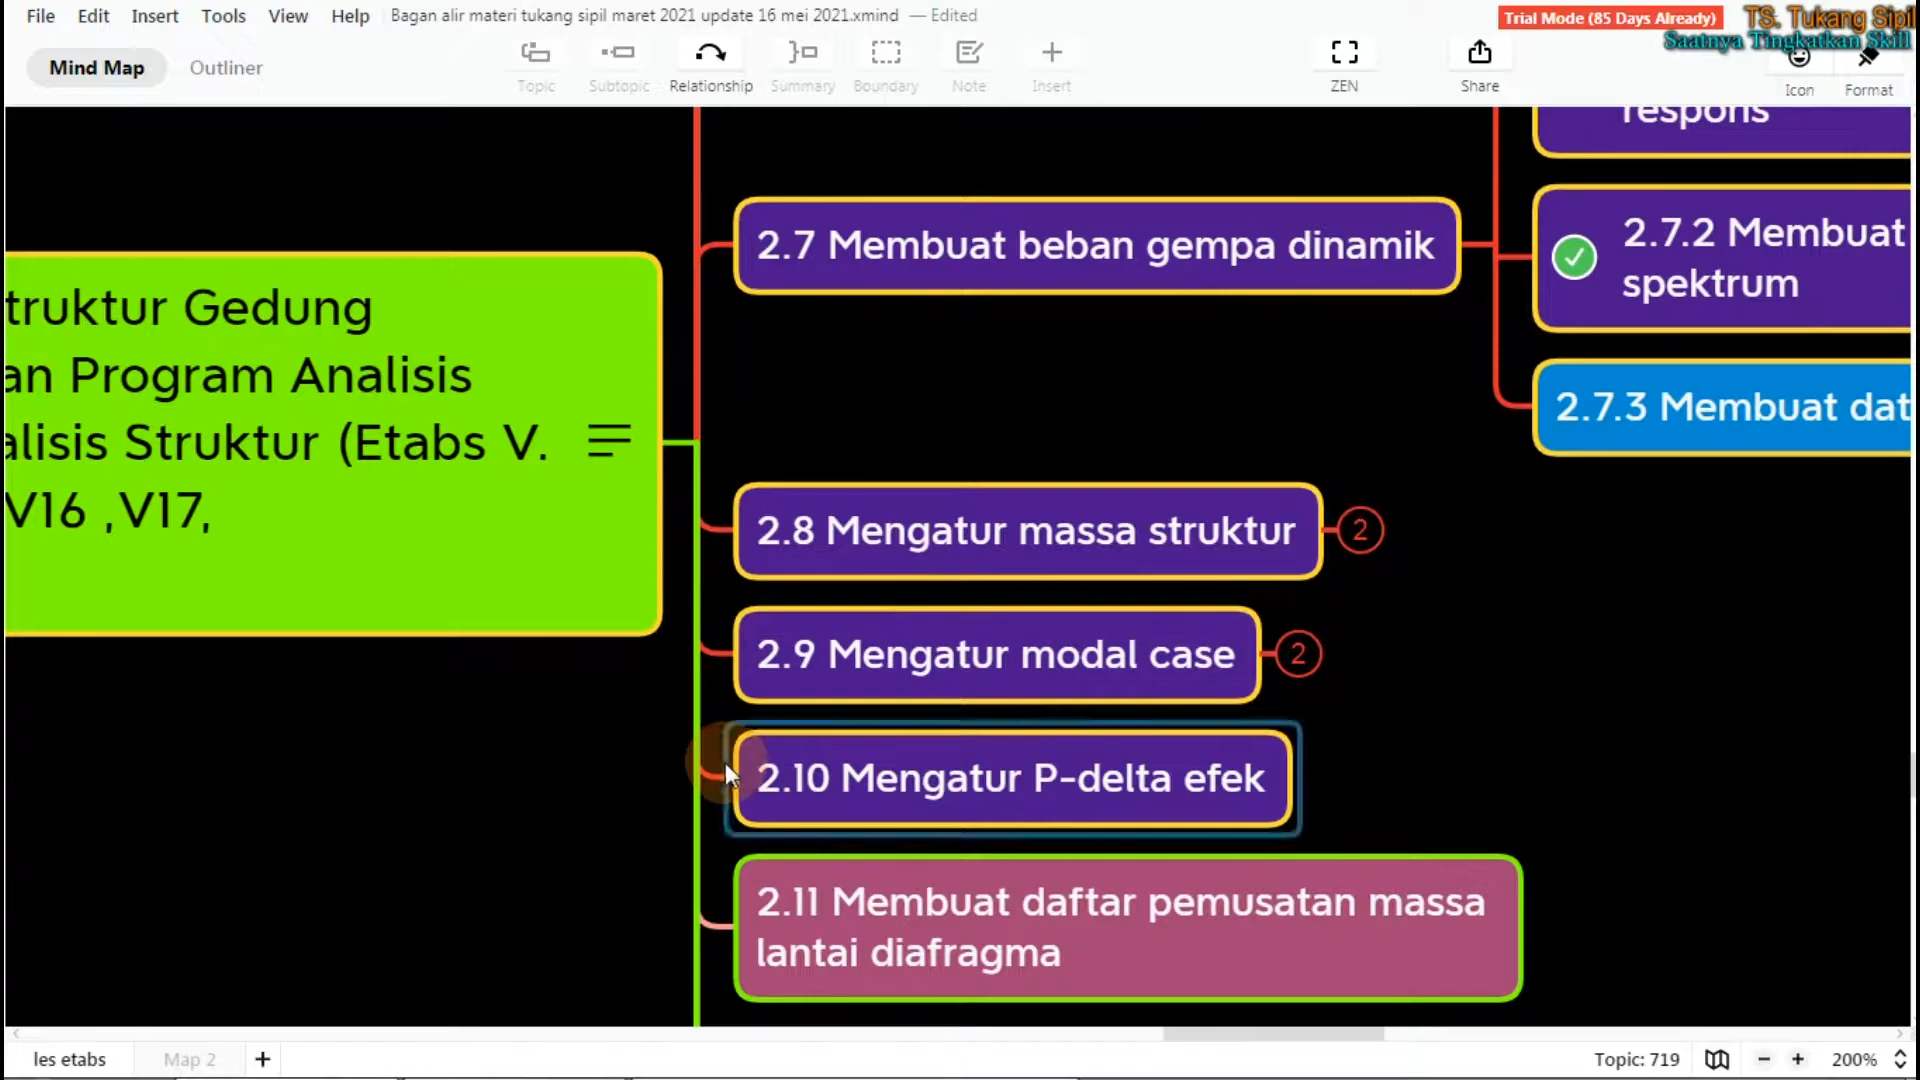 File Edit Insert Tools View Help Bagan alir materi tukang sipil maret 2021 update 16 mei 2021.xmind — Edited
Trial Mode (85 Days Already)
TS. Tukang Sipil
Saatnya Tingkatkan Skill
Mind Map Outliner
Topic Subtopic Relationship Summary Boundary Note Insert ZEN Share Icon Format
respons
2.7 Membuat beban gempa dinamik
2.7.2 Membuat
spektrum
2.7.3 Membuat dat
truktur Gedung
an Program Analisis
alisis Struktur (Etabs V.
V16 ,V17,
2.8 Mengatur massa struktur 2
2.9 Mengatur modal case 2
2.10 Mengatur P-delta efek
2.11 Membuat daftar pemusatan massa
lantai diafragma
les etabs Map 2 + Topic: 719 − + 200%